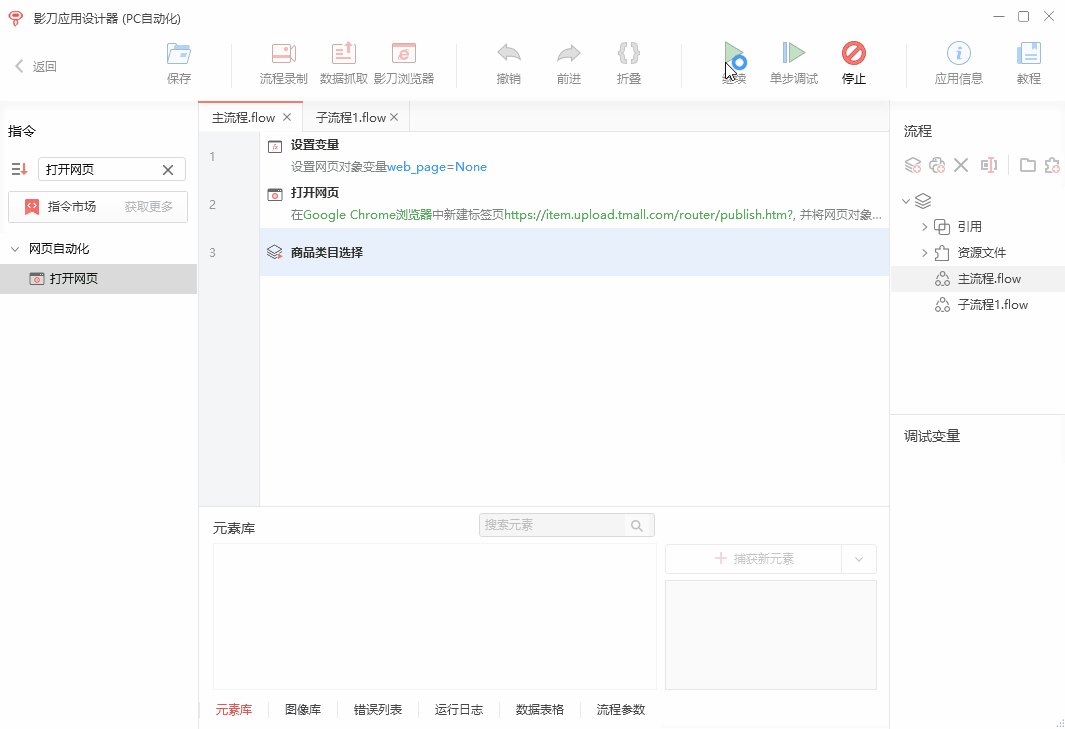 影刀应用设计器 (PC自动化)
返回
保存
流程录制 数据抓取 影刀浏览器
撤销 前进 折叠
继续 单步调试 停止
应用信息 教程
指令
打开网页
指令市场 获取更多
网页自动化
打开网页
主流程.flow 子流程1.flow
1 设置变量
设置网页对象变量web_page=None
2 打开网页
在Google Chrome浏览器中新建标签页https://item.upload.tmall.com/router/publish.htm?, 并将网页对象...
3 商品类目选择
元素库 搜索元素
捕获新元素
元素库 图像库 错误列表 运行日志 数据表格 流程参数
流程
引用
资源文件
主流程.flow
子流程1.flow
调试变量